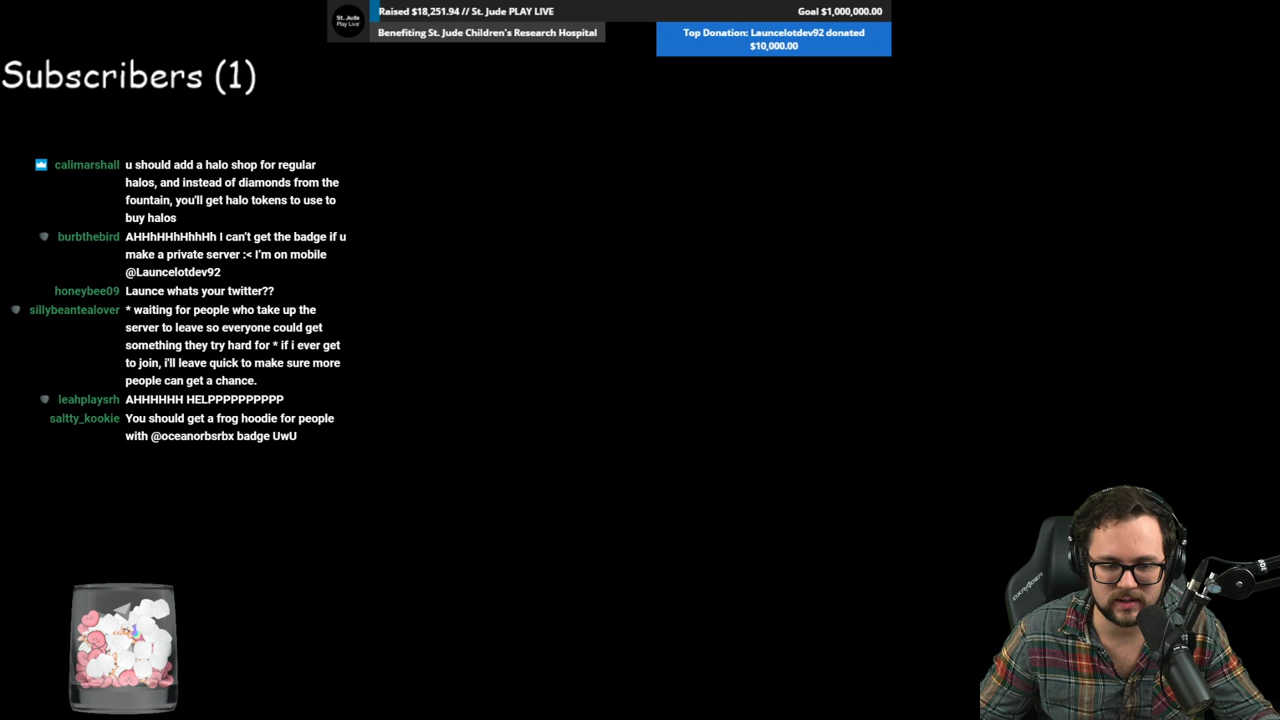 St. Jude
PLAY LIVE
Raised $18,251.94 // St. Jude PLAY LIVE
Goal $1,000,000.00
Benefiting St. Jude Children's Research Hospital
Top Donation: Launcelotdev92 donated
$10,000.00
Subscribers (1)
calimarshall u should add a halo shop for regular
halos, and instead of diamonds from the
fountain, you'll get halo tokens to use to
buy halos
burbthebird AHHhHHhHhhHh I can't get the badge if u
make a private server :< I'm on mobile
@Launcelotdev92
honeybee09 Launce whats your twitter??
sillybeantealover * waiting for people who take up the
server to leave so everyone could get
something they try hard for * if i ever get
to join, i'll leave quick to make sure more
people can get a chance.
leahplaysrh AHHHHHH HELPPPPPPPPPP
saltty_kookie You should get a frog hoodie for people
with @oceanorbsrbx badge UwU
DXRACER